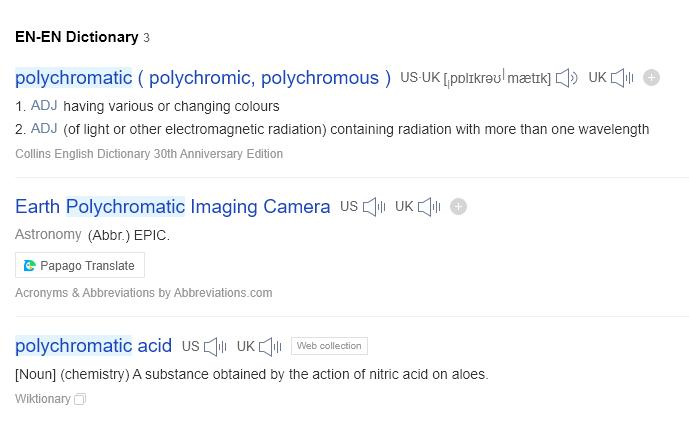 EN-EN Dictionary 3
polychromatic ( polychromic, polychromous ) US·UK [ˌpɒlɪkrəʊˈmætɪk] UK
1. ADJ having various or changing colours
2. ADJ (of light or other electromagnetic radiation) containing radiation with more than one wavelength
Collins English Dictionary 30th Anniversary Edition
Earth Polychromatic Imaging Camera US UK
Astronomy (Abbr.) EPIC.
Papago Translate
Acronyms & Abbreviations by Abbreviations.com
polychromatic acid US UK Web collection
[Noun] (chemistry) A substance obtained by the action of nitric acid on aloes.
Wiktionary